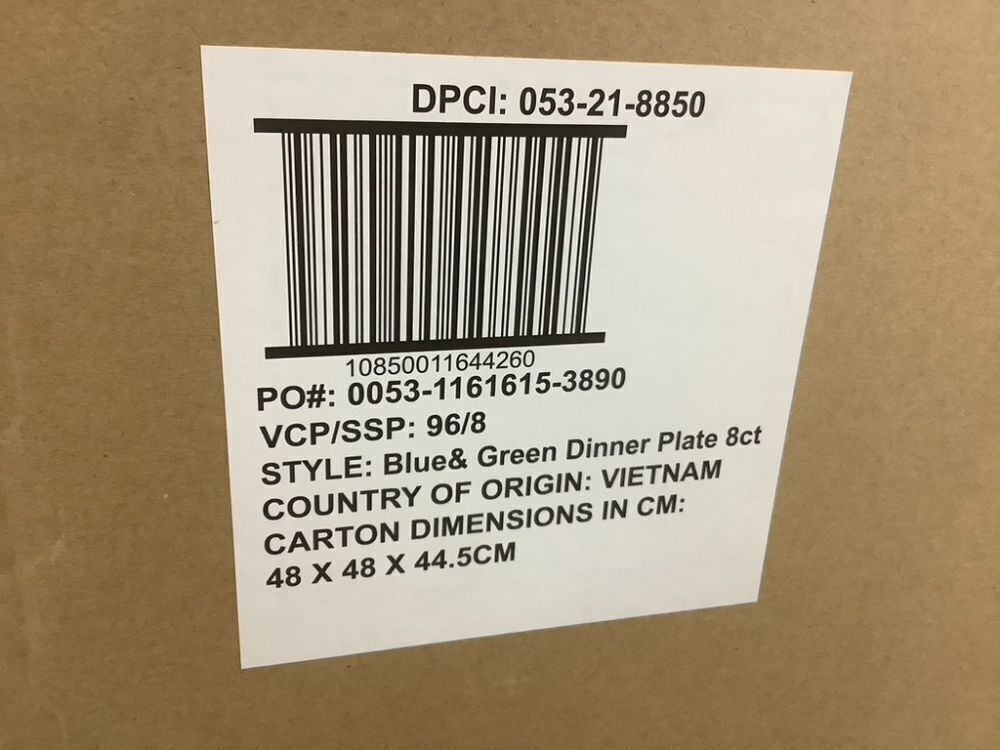 DPCI: 053-21-8850
10850011644260
PO#: 0053-1161615-3890
VCP/SSP: 96/8
STYLE: Blue& Green Dinner Plate 8ct
COUNTRY OF ORIGIN: VIETNAM
CARTON DIMENSIONS IN CM:
48 X 48 X 44.5CM